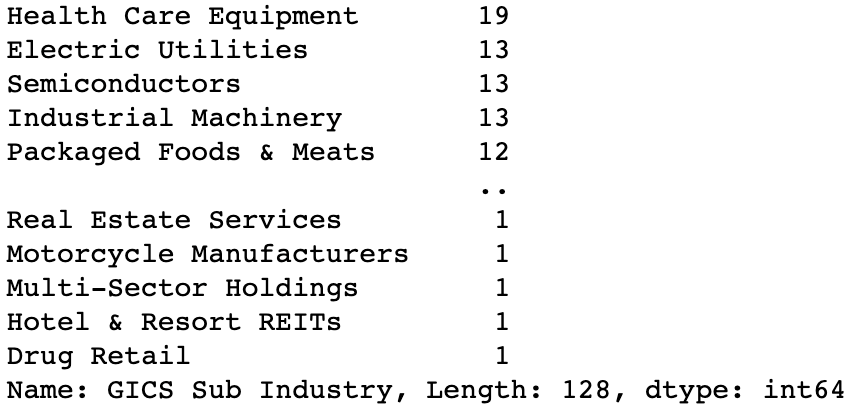 Health Care Equipment 19
Electric Utilities 13
Semiconductors 13
Industrial Machinery 13
Packaged Foods & Meats 12
..
Real Estate Services 1
Motorcycle Manufacturers 1
Multi-Sector Holdings 1
Hotel & Resort REITs 1
Drug Retail 1
Name: GICS Sub Industry, Length: 128, dtype: int64